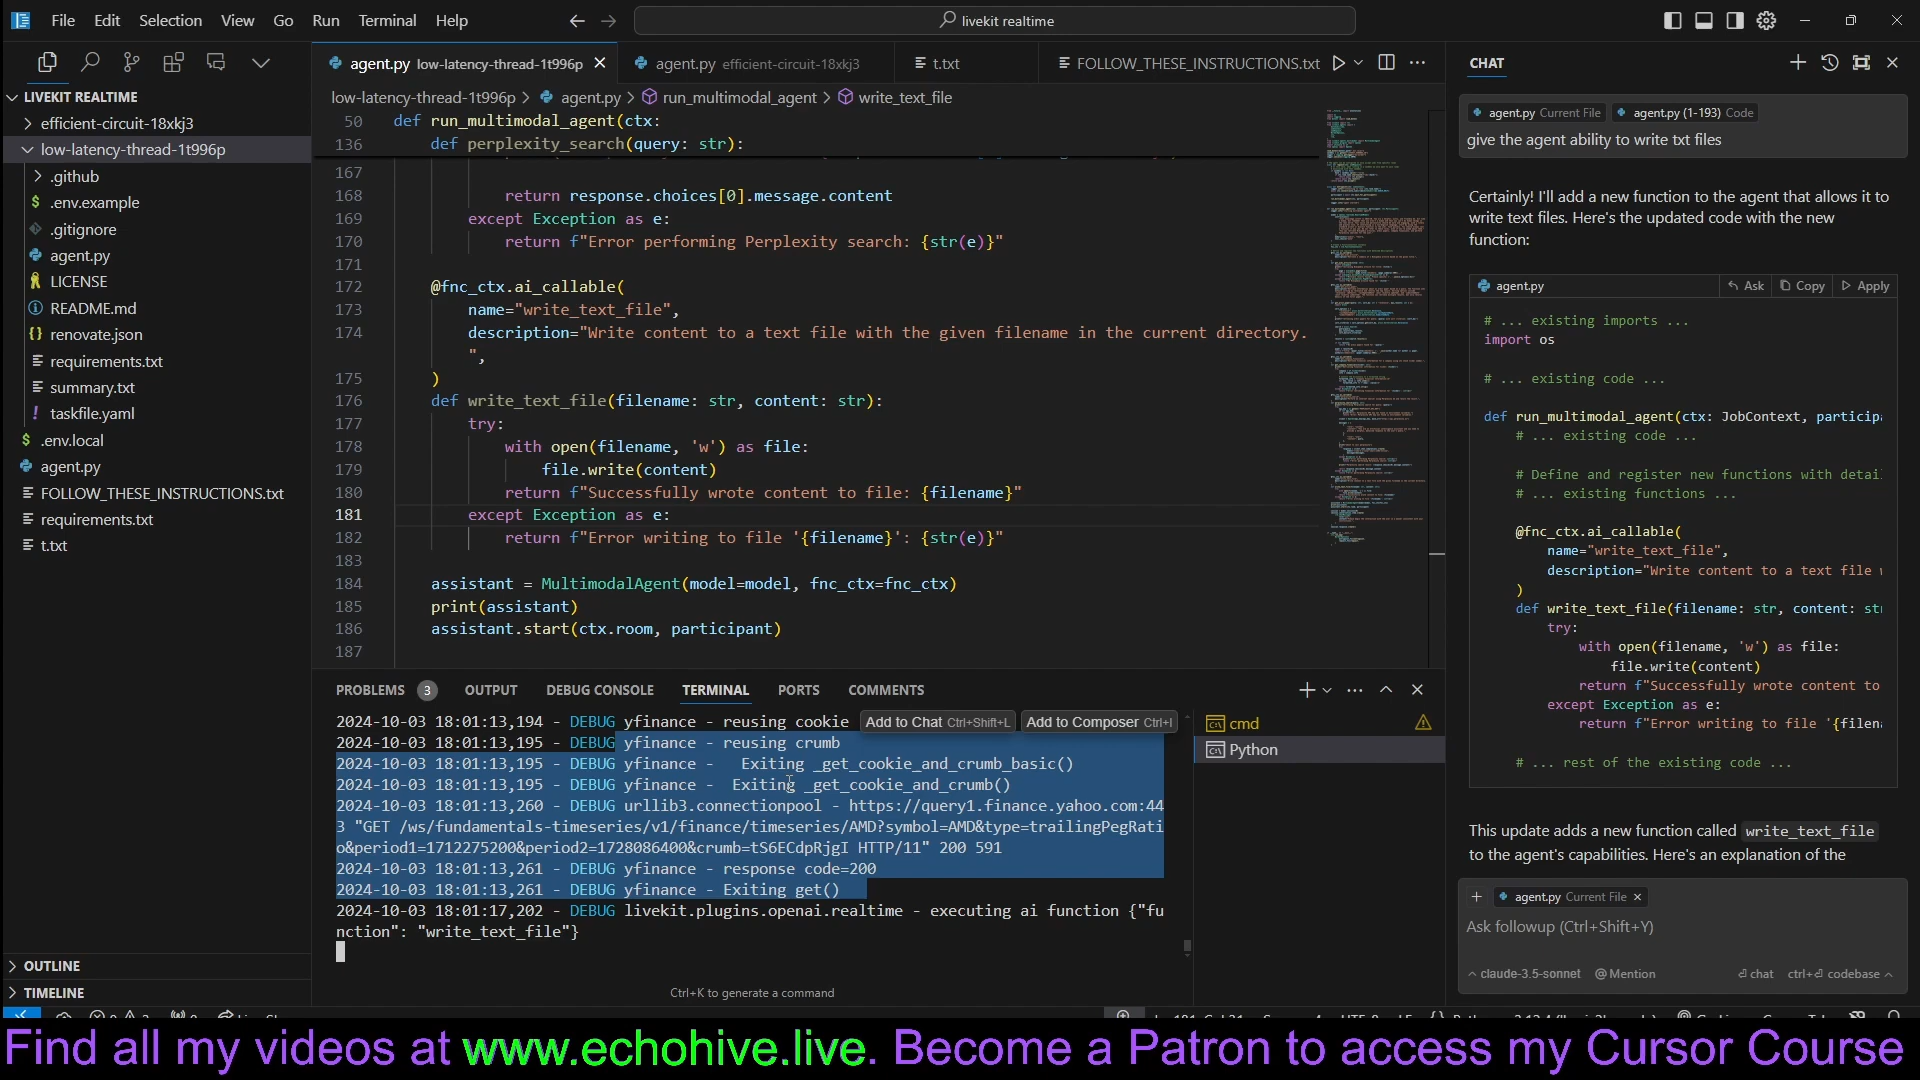 File Edit Selection View Go Run Terminal Help
livekit realtime
LIVEKIT REALTIME
efficient-circuit-18xkj3
low-latency-thread-1t996p
.github
.env.example
.gitignore
agent.py
LICENSE
README.md
renovate.json
requirements.txt
summary.txt
taskfile.yaml
.env.local
agent.py
FOLLOW_THESE_INSTRUCTIONS.txt
requirements.txt
t.txt
OUTLINE
TIMELINE
agent.py low-latency-thread-1t996p
agent.py efficient-circuit-18xkj3
t.txt
FOLLOW_THESE_INSTRUCTIONS.txt
low-latency-thread-1t996p > agent.py > run_multimodal_agent > write_text_file
50 def run_multimodal_agent(ctx:
136 def perplexity_search(query: str):
167
168 return response.choices[0].message.content
169 except Exception as e:
170 return f"Error performing Perplexity search: {str(e)}"
171
172 @fnc_ctx.ai_callable(
173 name="write_text_file",
174 description="Write content to a text file with the given filename in the current directory.
",
175 )
176 def write_text_file(filename: str, content: str):
177 try:
178 with open(filename, 'w') as file:
179 file.write(content)
180 return f"Successfully wrote content to file: {filename}"
181 except Exception as e:
182 return f"Error writing to file '{filename}': {str(e)}"
183
184 assistant = MultimodalAgent(model=model, fnc_ctx=fnc_ctx)
185 print(assistant)
186 assistant.start(ctx.room, participant)
187
PROBLEMS 3 OUTPUT DEBUG CONSOLE TERMINAL PORTS COMMENTS
2024-10-03 18:01:13,194 - DEBUG yfinance - reusing cookie
Add to Chat Ctrl+Shift+L Add to Composer Ctrl+I
2024-10-03 18:01:13,195 - DEBUG yfinance - reusing crumb
2024-10-03 18:01:13,195 - DEBUG yfinance - Exiting _get_cookie_and_crumb_basic()
2024-10-03 18:01:13,195 - DEBUG yfinance - Exiting _get_cookie_and_crumb()
2024-10-03 18:01:13,260 - DEBUG urllib3.connectionpool - https://query1.finance.yahoo.com:44
3 "GET /ws/fundamentals-timeseries/v1/finance/timeseries/AMD?symbol=AMD&type=trailingPegRati
o&period1=1712275200&period2=1728086400&crumb=tS6ECdpRjgI HTTP/11" 200 591
2024-10-03 18:01:13,261 - DEBUG yfinance - response code=200
2024-10-03 18:01:13,261 - DEBUG yfinance - Exiting get()
2024-10-03 18:01:17,202 - DEBUG livekit.plugins.openai.realtime - executing ai function {"fu
nction": "write_text_file"}
Ctrl+K to generate a command
cmd
Python
CHAT
agent.py Current File agent.py (1-193) Code
give the agent ability to write txt files
Certainly! I'll add a new function to the agent that allows it to
write text files. Here's the updated code with the new
function:
agent.py Ask Copy Apply
# ... existing imports ...
import os
# ... existing code ...
def run_multimodal_agent(ctx: JobContext, participa
# ... existing code ...
# Define and register new functions with detai
# ... existing functions ...
@fnc_ctx.ai_callable(
name="write_text_file",
description="Write content to a text file
)
def write_text_file(filename: str, content: st
try:
with open(filename, 'w') as file:
file.write(content)
return f"Successfully wrote content to
except Exception as e:
return f"Error writing to file '{filen
# ... rest of the existing code ...
This update adds a new function called write_text_file
to the agent's capabilities. Here's an explanation of the
agent.py Current File
Ask followup (Ctrl+Shift+Y)
claude-3.5-sonnet @ Mention chat ctrl+⏎ codebase
Find all my videos at www.echohive.live. Become a Patron to access my Cursor Course